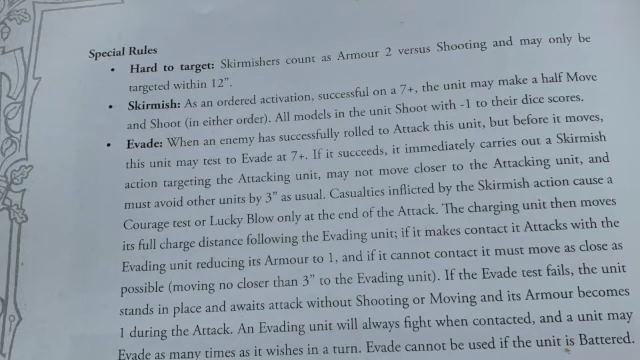 Special Rules
• Hard to target: Skirmishers count as Armour 2 versus Shooting and may only be
targeted within 12”.
• Skirmish: As an ordered activation, successful on a 7+, the unit may make a half Move
and Shoot (in either order). All models in the unit Shoot with -1 to their dice scores.
• Evade: When an enemy has successfully rolled to Attack this unit, but before it moves,
this unit may test to Evade at 7+. If it succeeds, it immediately carries out a Skirmish
action targeting the Attacking unit, may not move closer to the Attacking unit, and
must avoid other units by 3” as usual. Casualties inflicted by the Skirmish action cause a
Courage test or Lucky Blow only at the end of the Attack. The charging unit then moves
its full charge distance following the Evading unit; if it makes contact it Attacks with the
Evading unit reducing its Armour to 1, and if it cannot contact it must move as close as
possible (moving no closer than 3” to the Evading unit). If the Evade test fails, the unit
stands in place and awaits attack without Shooting or Moving and its Armour becomes
1 during the Attack. An Evading unit will always fight when contacted, and a unit may
Evade as many times as it wishes in a turn. Evade cannot be used if the unit is Battered.